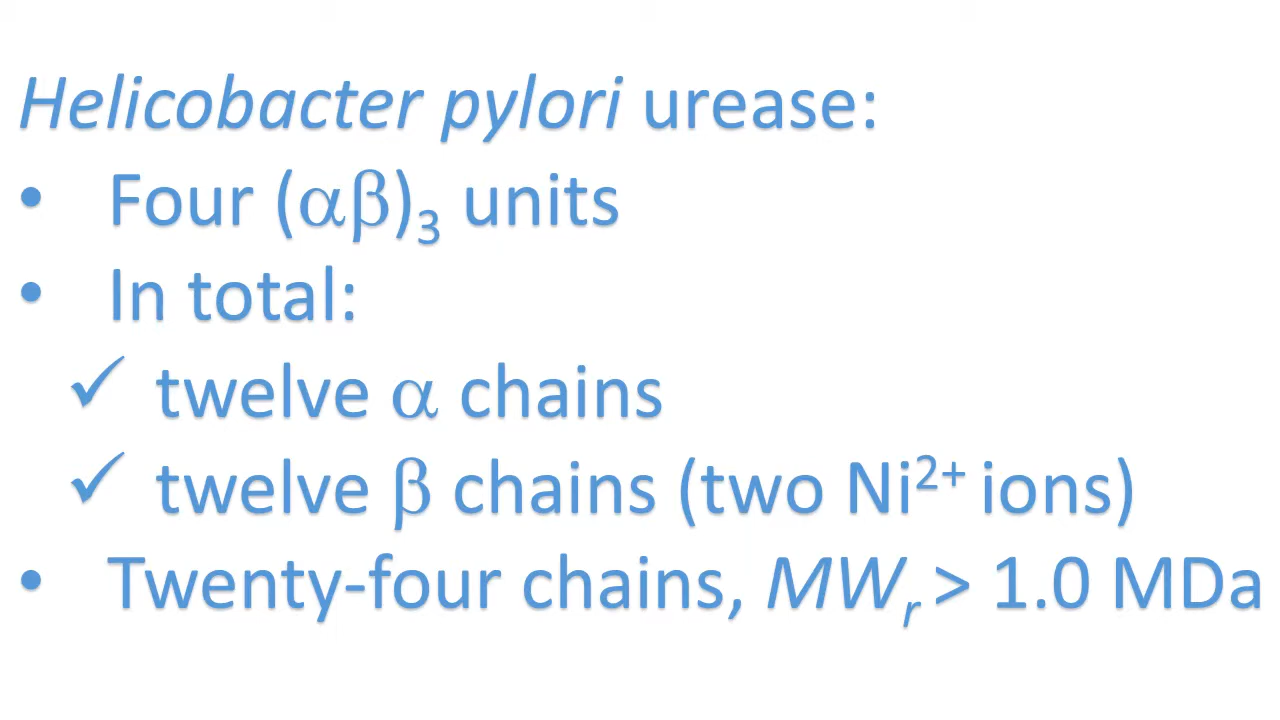 Helicobacter pylori urease:
• Four (αβ)₃ units
• In total:
✓ twelve α chains
✓ twelve β chains (two Ni²⁺ ions)
• Twenty-four chains, MWᵣ > 1.0 MDa